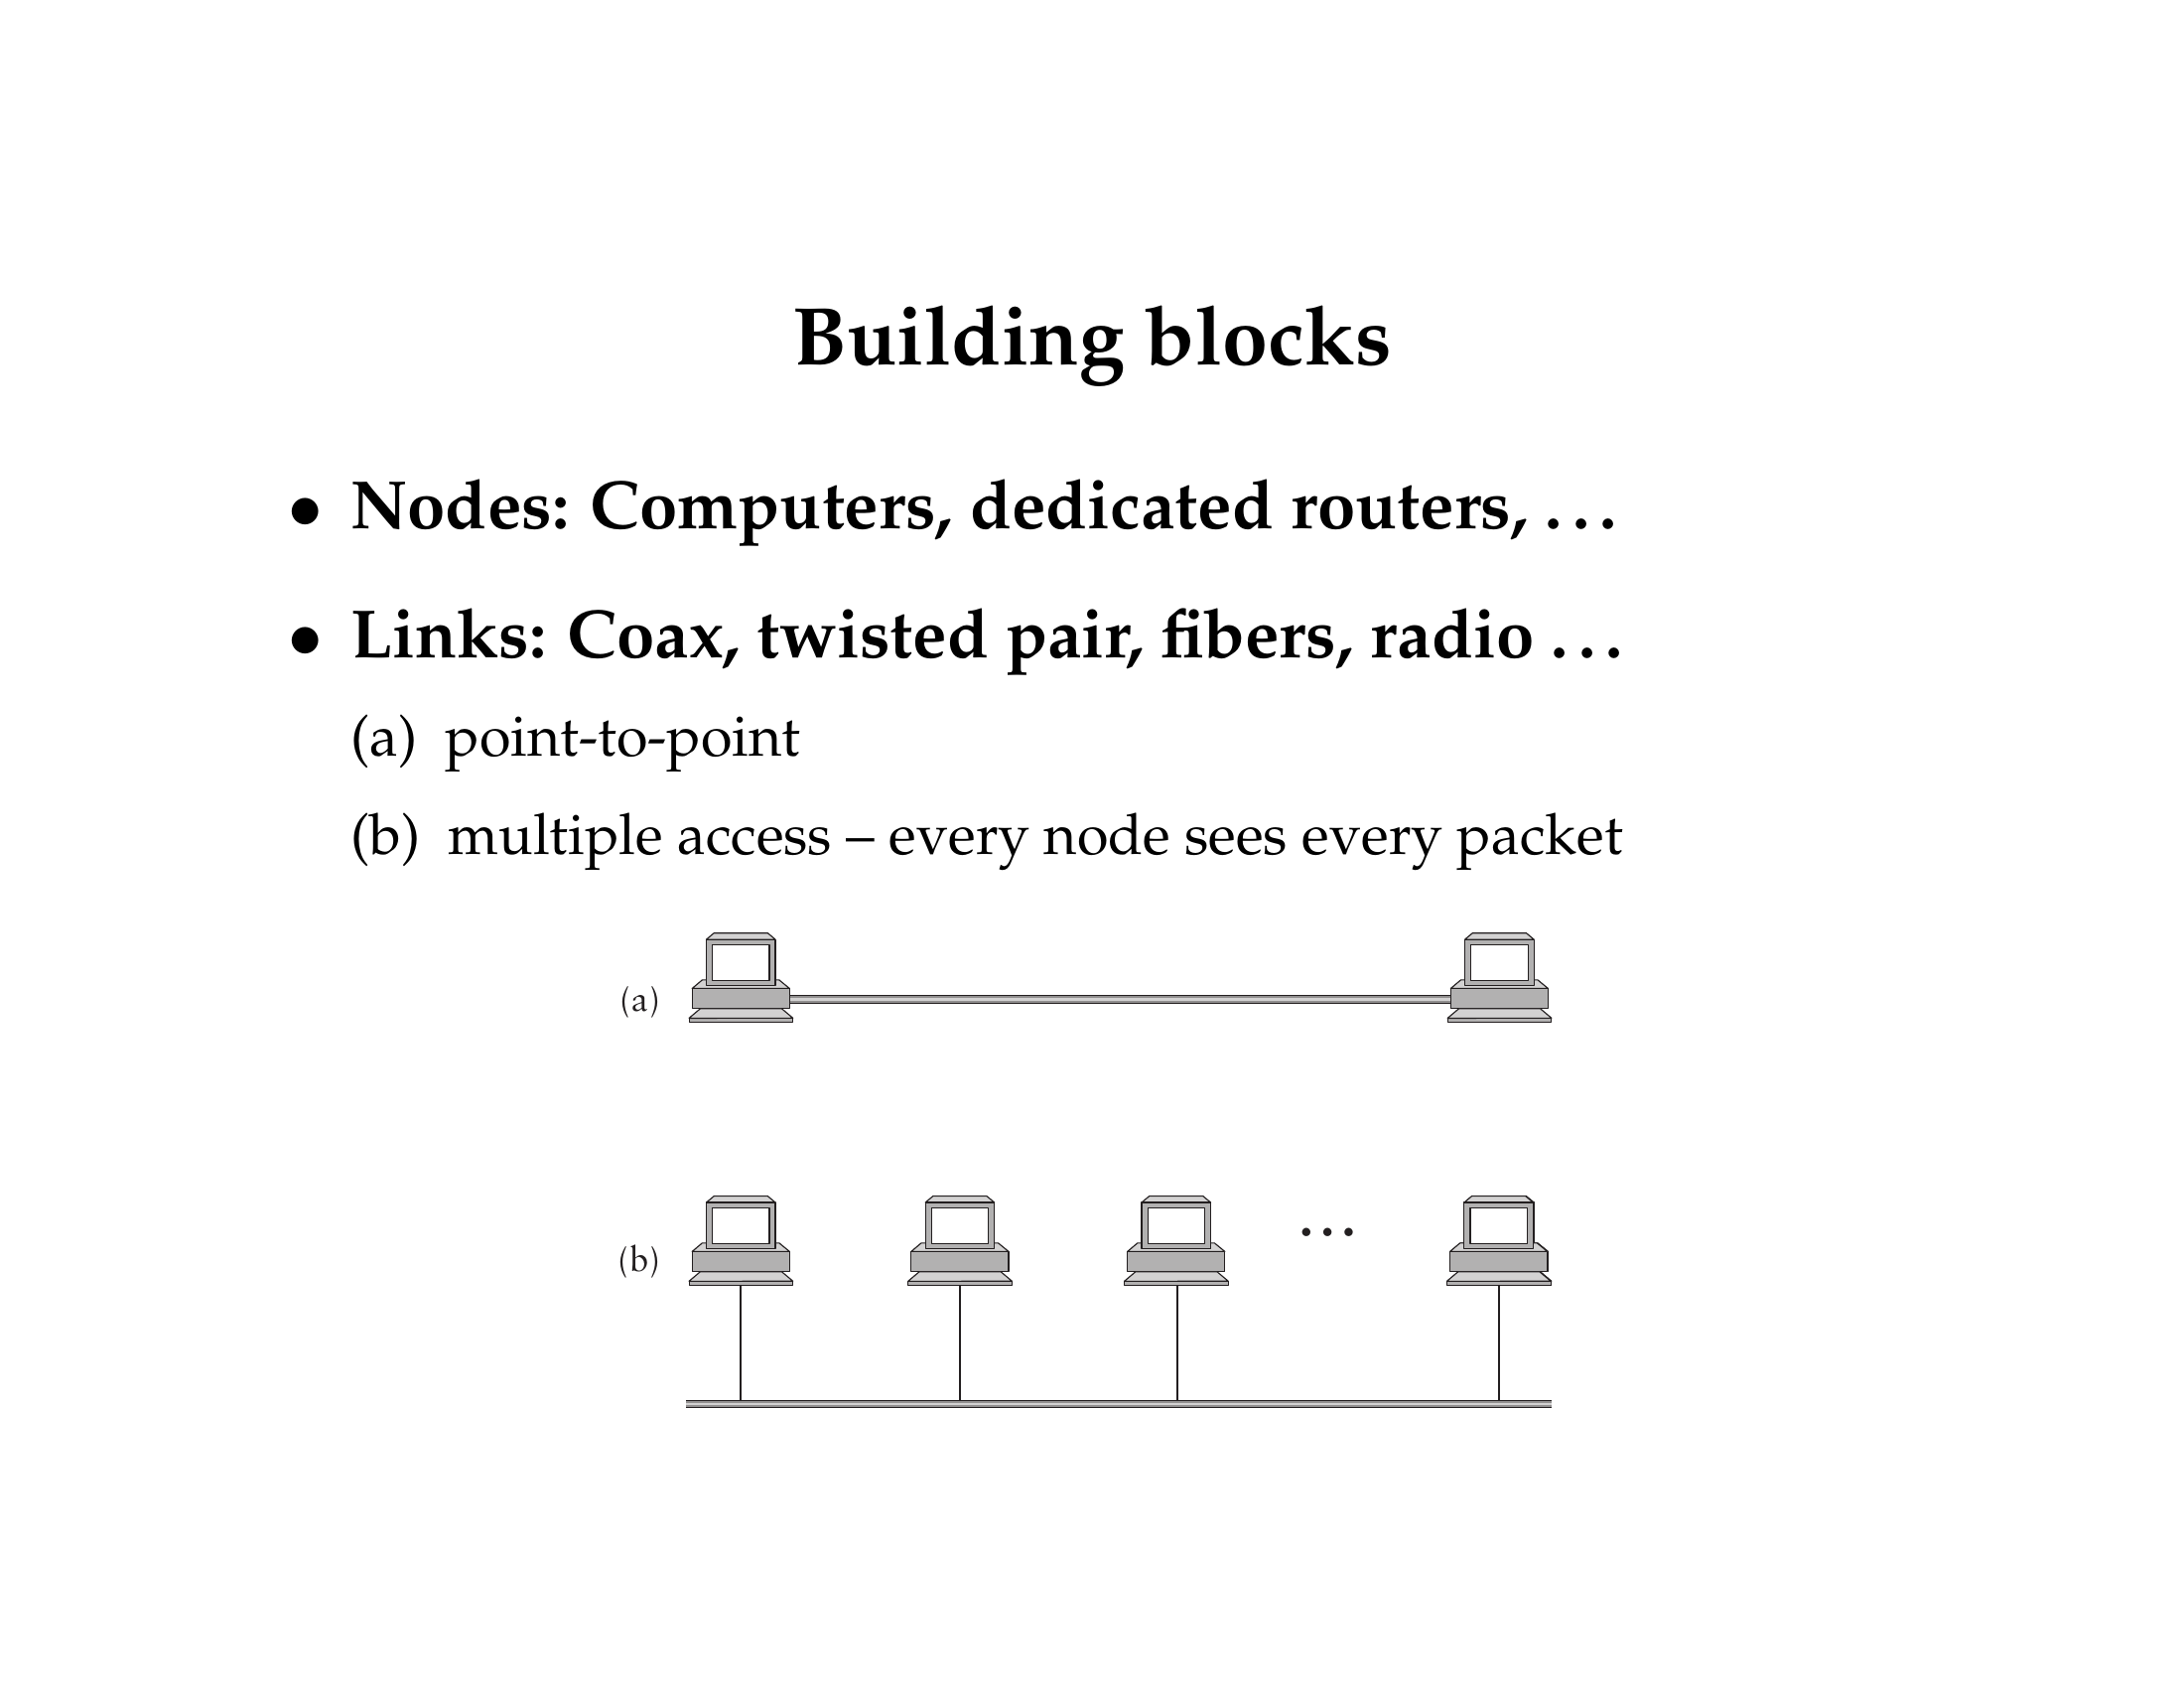 Building blocks
• Nodes: Computers, dedicated routers, . . .
• Links: Coax, twisted pair, fibers, radio . . .
(a) point-to-point
(b) multiple access – every node sees every packet
(a)
• • •
(b)